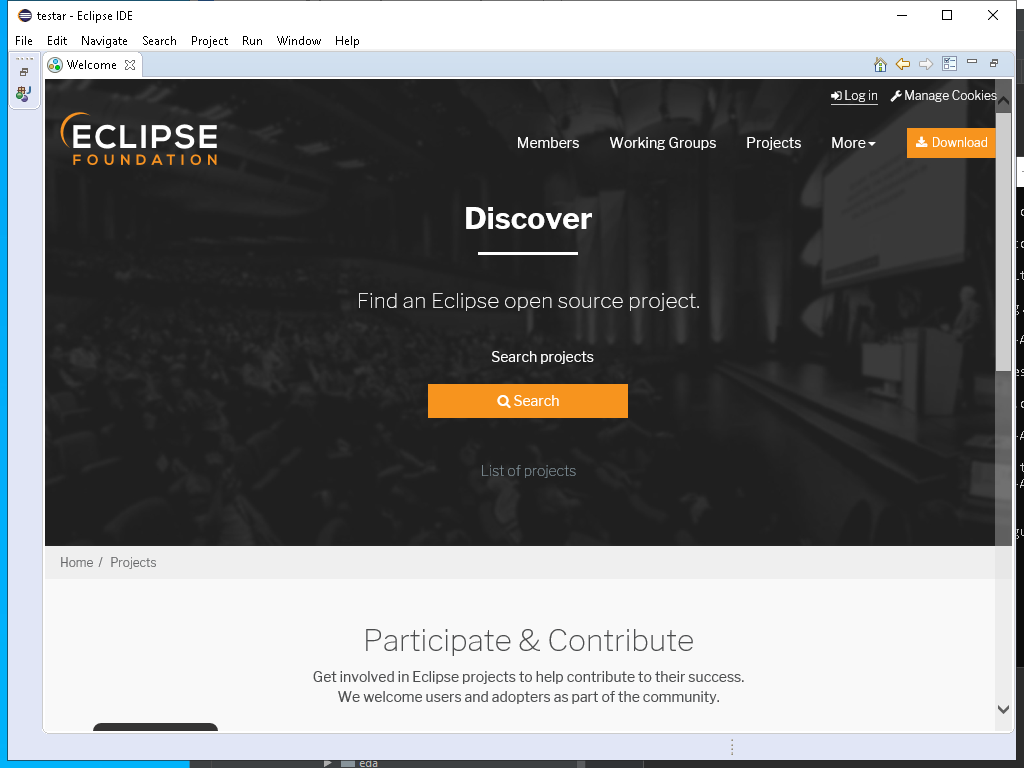 testar - Eclipse IDE
File Edit Navigate Search Project Run Window Help
Welcome
Log in Manage Cookies
ECLIPSE
FOUNDATION
Members Working Groups Projects More Download
Discover
Find an Eclipse open source project.
Search projects
Search
List of projects
Home / Projects
Participate & Contribute
Get involved in Eclipse projects to help contribute to their success.
We welcome users and adopters as part of the community.
eda